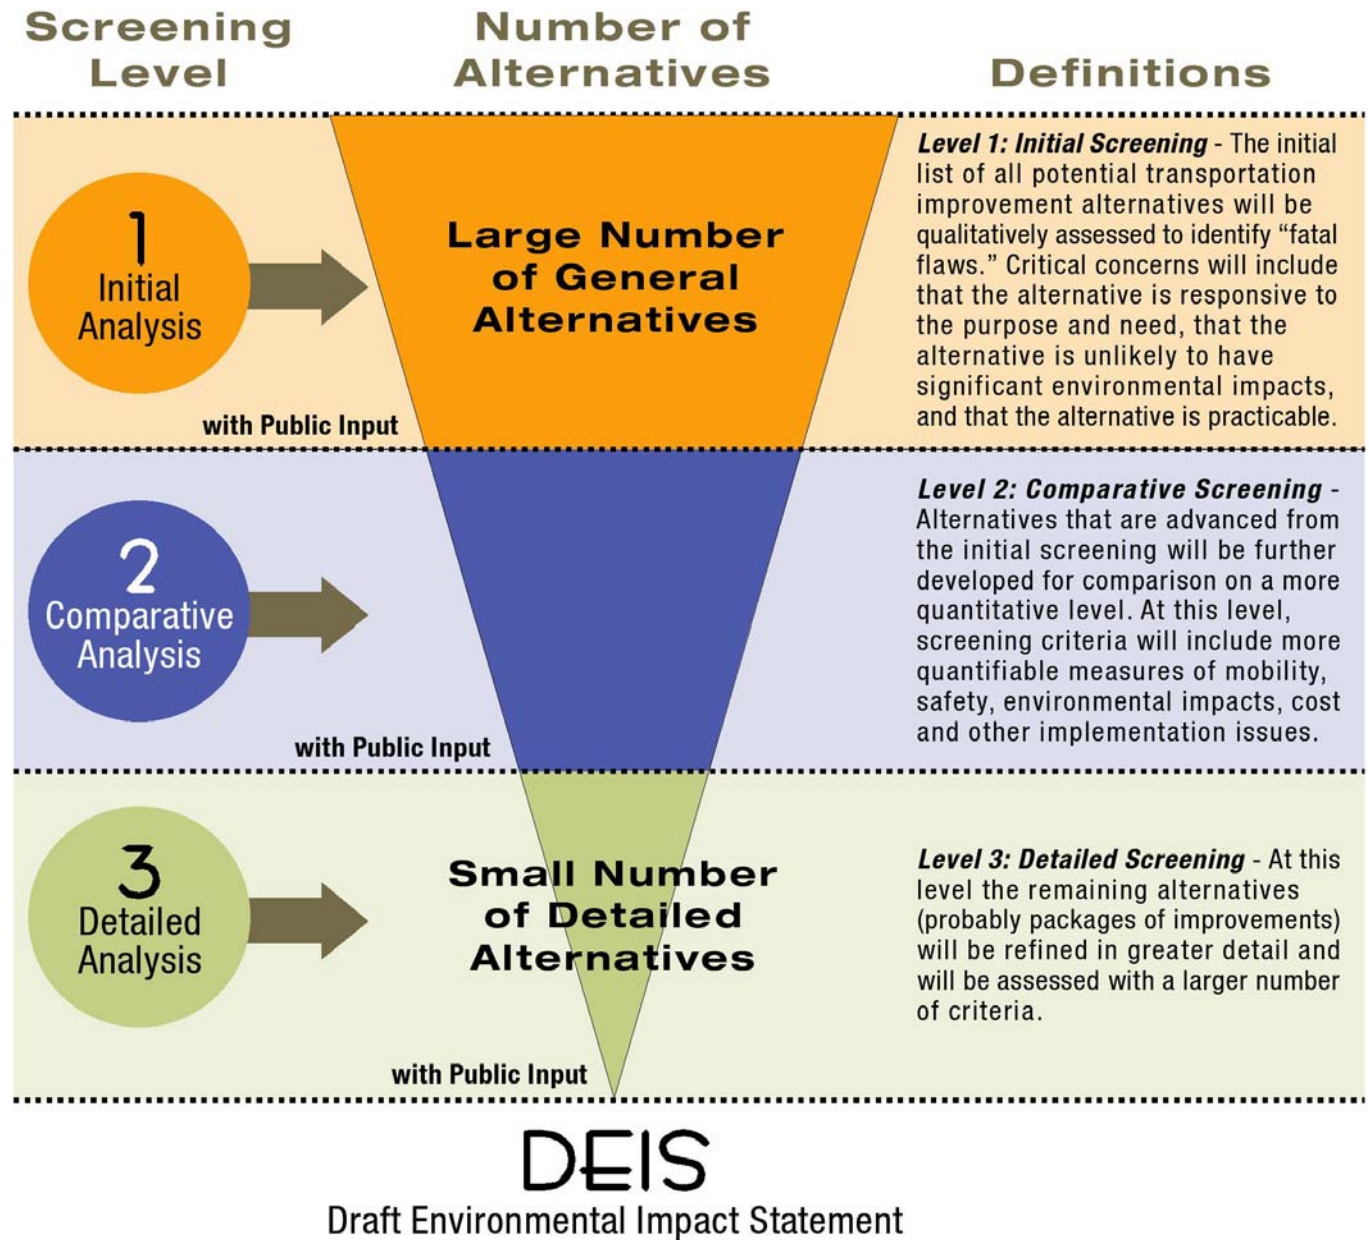 Screening
Level
Number of
Alternatives
Definitions
1
Initial
Analysis
with Public Input
Large Number
of General
Alternatives
Level 1: Initial Screening - The initial
list of all potential transportation
improvement alternatives will be
qualitatively assessed to identify “fatal
flaws.” Critical concerns will include
that the alternative is responsive to
the purpose and need, that the
alternative is unlikely to have
significant environmental impacts,
and that the alternative is practicable.
2
Comparative
Analysis
with Public Input
Level 2: Comparative Screening -
Alternatives that are advanced from
the initial screening will be further
developed for comparison on a more
quantitative level. At this level,
screening criteria will include more
quantifiable measures of mobility,
safety, environmental impacts, cost
and other implementation issues.
3
Detailed
Analysis
Small Number
of Detailed
Alternatives
with Public Input
Level 3: Detailed Screening - At this
level the remaining alternatives
(probably packages of improvements)
will be refined in greater detail and
will be assessed with a larger number
of criteria.
DEIS
Draft Environmental Impact Statement